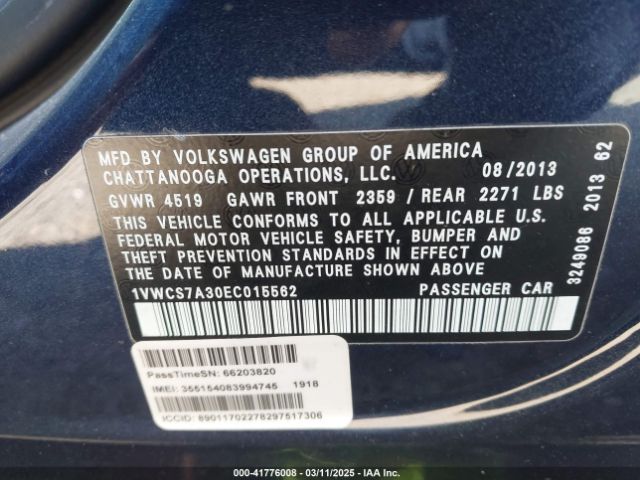 MFD BY VOLKSWAGEN GROUP OF AMERICA
CHATTANOOGA OPERATIONS, LLC. 08/2013
GVWR 4519 GAWR FRONT 2359 / REAR 2271 LBS
THIS VEHICLE CONFORMS TO ALL APPLICABLE U.S.
FEDERAL MOTOR VEHICLE SAFETY, BUMPER AND
THEFT PREVENTION STANDARDS IN EFFECT ON
THE DATE OF MANUFACTURE SHOWN ABOVE
1VWCS7A30EC015562 PASSENGER CAR
3249086 2013 62
PassTimeSN: 66203820
IMEI: 355154083994745 1918
ICCID: 89011702278297517306
0 - 41776008 - 03/11/2025 - IAA Inc.